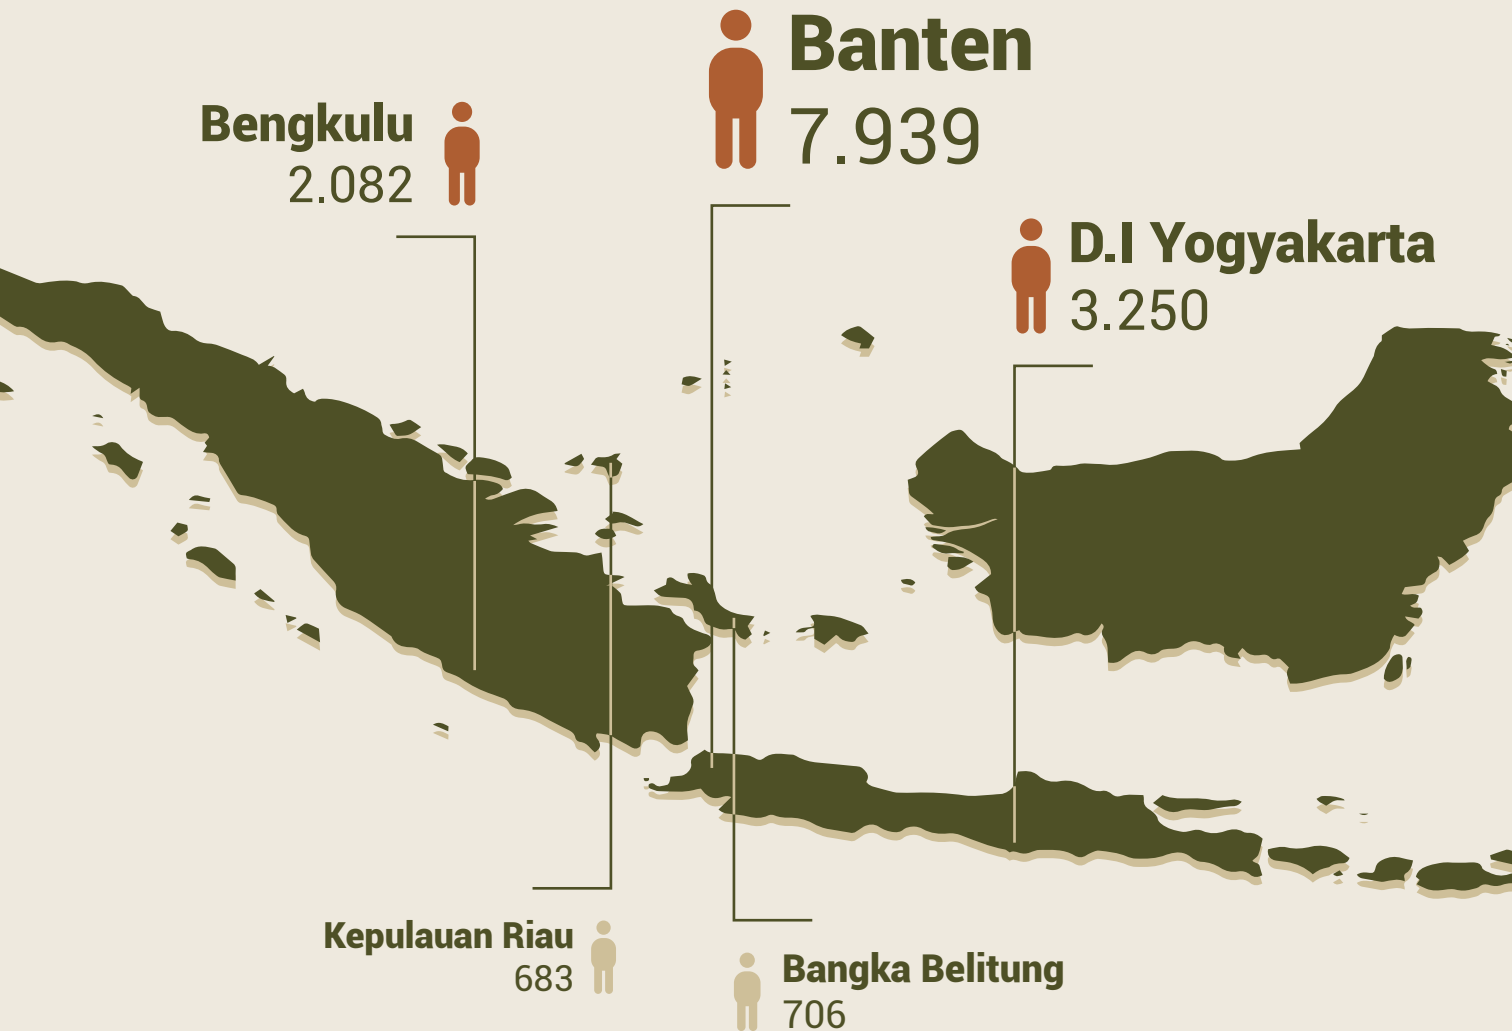 Banten
7.939
Bengkulu
2.082
D.I Yogyakarta
3.250
Kepulauan Riau
683
Bangka Belitung
706